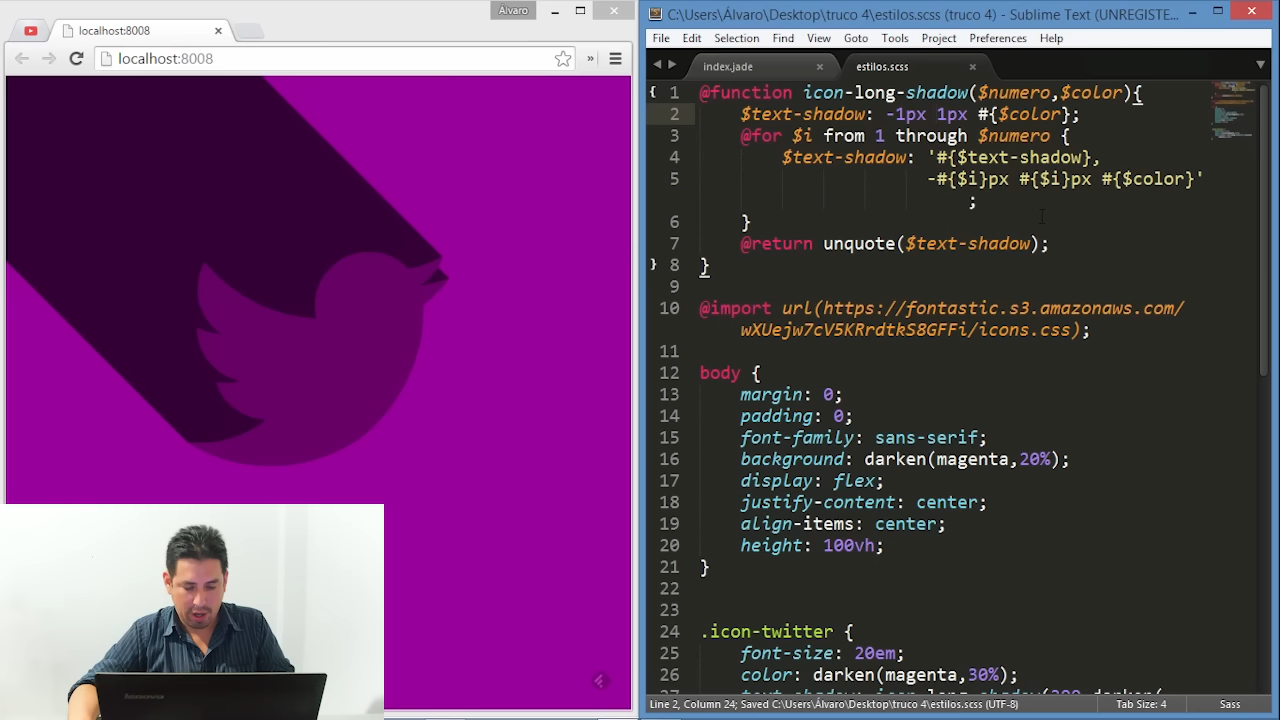 Álvaro
localhost:8008
localhost:8008
C:\Users\Álvaro\Desktop\truco 4\estilos.scss (truco 4) - Sublime Text (UNREGISTE...
File Edit Selection Find View Goto Tools Project Preferences Help
index.jade estilos.scss
1 @function icon-long-shadow($numero,$color){
2 $text-shadow: -1px 1px #{$color};
3 @for $i from 1 through $numero {
4 $text-shadow: '#{$text-shadow},
5 -#{$i}px #{$i}px #{$color}'
;
6 }
7 @return unquote($text-shadow);
8 }
9
10 @import url(https://fontastic.s3.amazonaws.com/
wXUejw7cV5KRrdtkS8GFFi/icons.css);
11
12 body {
13 margin: 0;
14 padding: 0;
15 font-family: sans-serif;
16 background: darken(magenta,20%);
17 display: flex;
18 justify-content: center;
19 align-items: center;
20 height: 100vh;
21 }
22
23
24 .icon-twitter {
25 font-size: 20em;
26 color: darken(magenta,30%);
Line 2, Column 24; Saved C:\Users\Álvaro\Desktop\truco 4\estilos.scss (UTF-8) Tab Size: 4 Sass